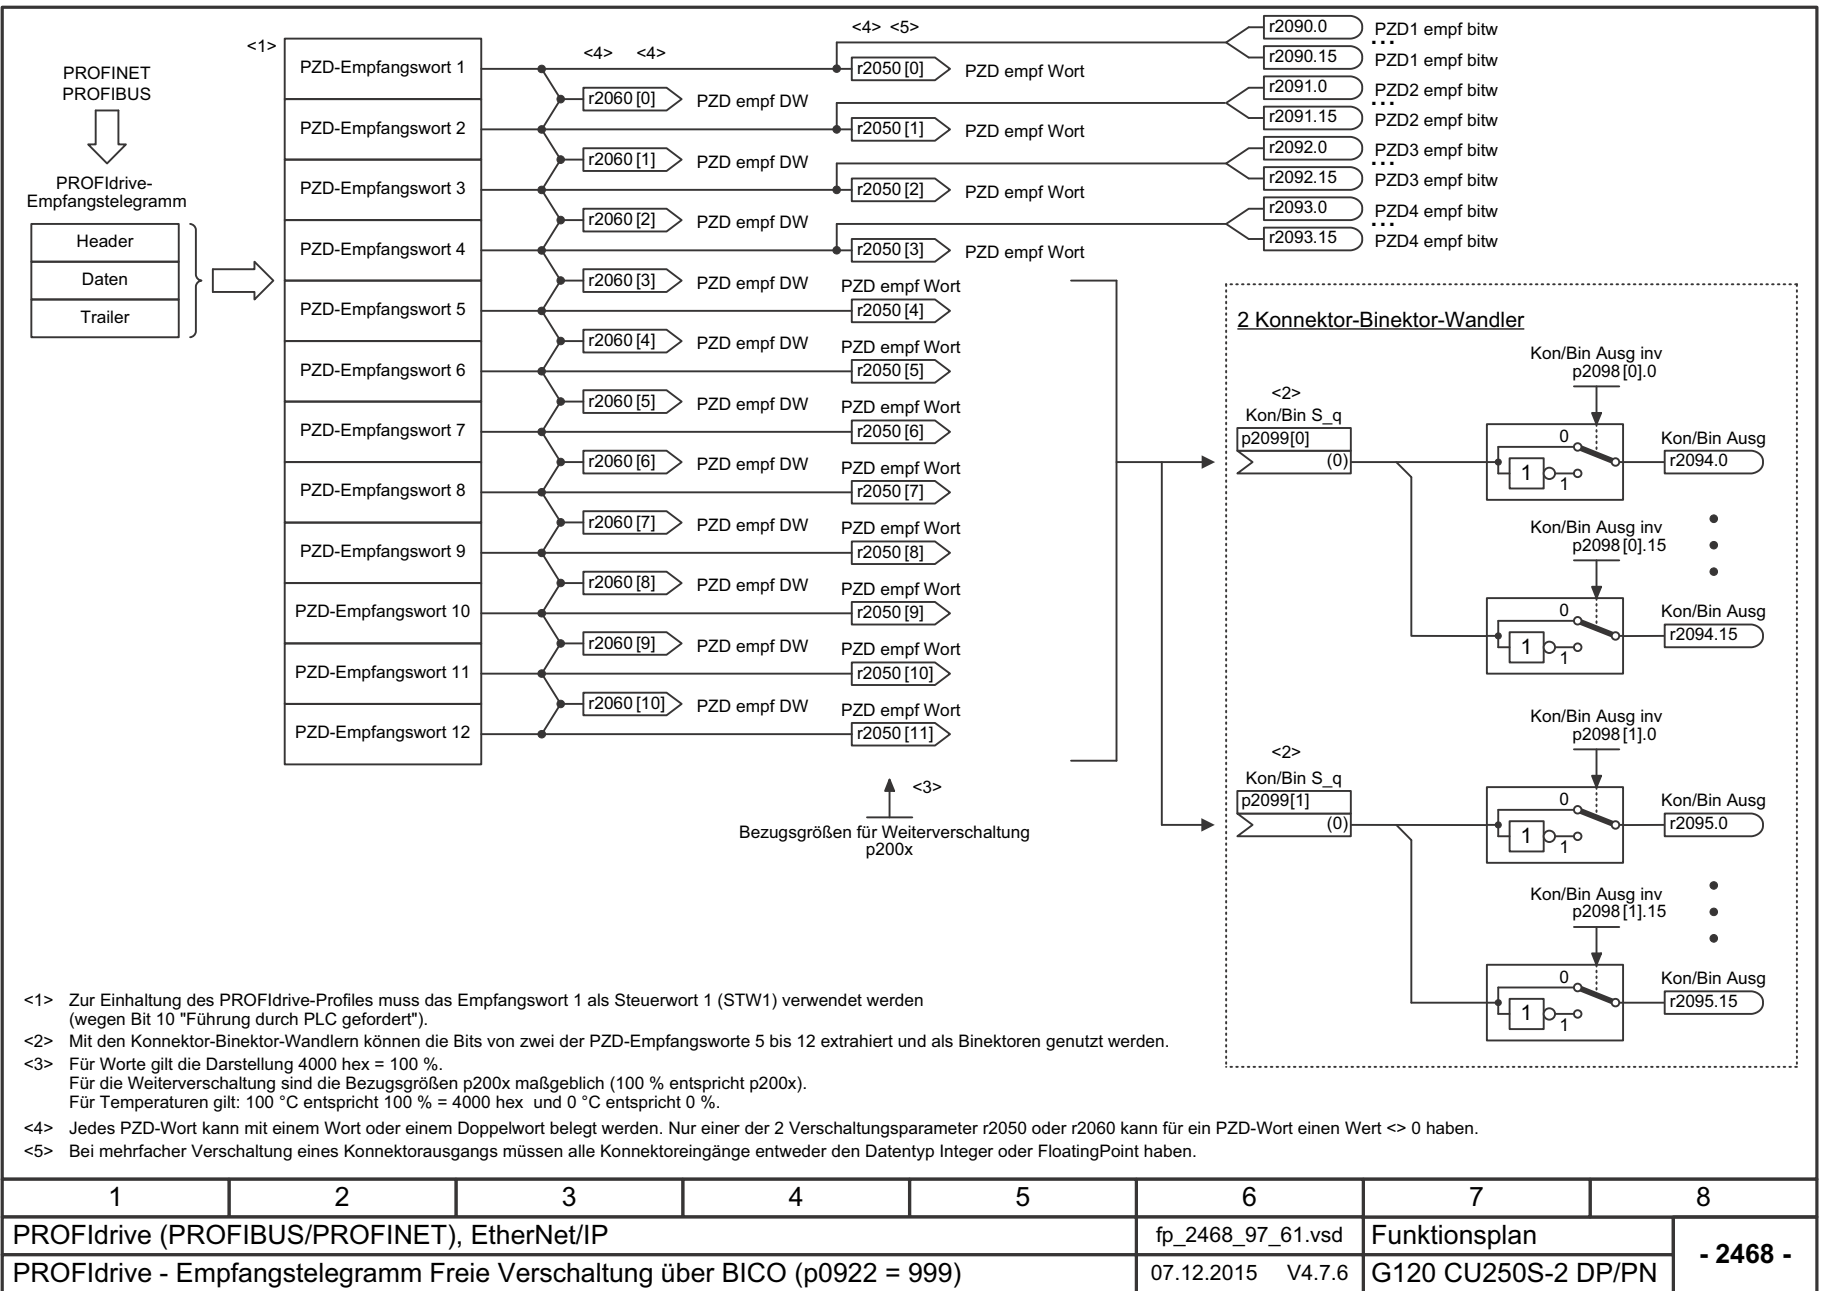 PROFINET
PROFIBUS
PROFIdrive-
Empfangstelegramm
Header
Daten
Trailer
<1>
PZD-Empfangswort 1
PZD-Empfangswort 2
PZD-Empfangswort 3
PZD-Empfangswort 4
PZD-Empfangswort 5
PZD-Empfangswort 6
PZD-Empfangswort 7
PZD-Empfangswort 8
PZD-Empfangswort 9
PZD-Empfangswort 10
PZD-Empfangswort 11
PZD-Empfangswort 12
<4> <4>
r2060[0] PZD empf DW
r2060[1] PZD empf DW
r2060[2] PZD empf DW
r2060[3] PZD empf DW
r2060[4] PZD empf DW
r2060[5] PZD empf DW
r2060[6] PZD empf DW
r2060[7] PZD empf DW
r2060[8] PZD empf DW
r2060[9] PZD empf DW
r2060[10] PZD empf DW
<4> <5>
r2050[0] PZD empf Wort
r2050[1] PZD empf Wort
r2050[2] PZD empf Wort
r2050[3] PZD empf Wort
PZD empf Wort
r2050[4]
PZD empf Wort
r2050[5]
PZD empf Wort
r2050[6]
PZD empf Wort
r2050[7]
PZD empf Wort
r2050[8]
PZD empf Wort
r2050[9]
PZD empf Wort
r2050[10]
PZD empf Wort
r2050[11]
<3>
Bezugsgrößen für Weiterverschaltung
p200x
r2090.0 PZD1 empf bitw
...
r2090.15 PZD1 empf bitw
r2091.0 PZD2 empf bitw
...
r2091.15 PZD2 empf bitw
r2092.0 PZD3 empf bitw
...
r2092.15 PZD3 empf bitw
r2093.0 PZD4 empf bitw
...
r2093.15 PZD4 empf bitw
2 Konnektor-Binektor-Wandler
<2>
Kon/Bin S_q
p2099[0]
(0)
Kon/Bin Ausg inv
p2098[0].0
0
1
1
Kon/Bin Ausg
r2094.0
Kon/Bin Ausg inv
p2098[0].15
0
1
1
Kon/Bin Ausg
r2094.15
<2>
Kon/Bin S_q
p2099[1]
(0)
Kon/Bin Ausg inv
p2098[1].0
0
1
1
Kon/Bin Ausg
r2095.0
Kon/Bin Ausg inv
p2098[1].15
0
1
1
Kon/Bin Ausg
r2095.15
<1> Zur Einhaltung des PROFIdrive-Profiles muss das Empfangswort 1 als Steuerwort 1 (STW1) verwendet werden
(wegen Bit 10 "Führung durch PLC gefordert").
<2> Mit den Konnektor-Binektor-Wandlern können die Bits von zwei der PZD-Empfangsworte 5 bis 12 extrahiert und als Binektoren genutzt werden.
<3> Für Worte gilt die Darstellung 4000 hex = 100 %.
Für die Weiterverschaltung sind die Bezugsgrößen p200x maßgeblich (100 % entspricht p200x).
Für Temperaturen gilt: 100 °C entspricht 100 % = 4000 hex und 0 °C entspricht 0 %.
<4> Jedes PZD-Wort kann mit einem Wort oder einem Doppelwort belegt werden. Nur einer der 2 Verschaltungsparameter r2050 oder r2060 kann für ein PZD-Wort einen Wert <> 0 haben.
<5> Bei mehrfacher Verschaltung eines Konnektorausgangs müssen alle Konnektoreingänge entweder den Datentyp Integer oder FloatingPoint haben.
1 2 3 4 5 6 7 8
PROFIdrive (PROFIBUS/PROFINET), EtherNet/IP
fp_2468_97_61.vsd
Funktionsplan
- 2468 -
PROFIdrive - Empfangstelegramm Freie Verschaltung über BICO (p0922 = 999)
07.12.2015 V4.7.6
G120 CU250S-2 DP/PN